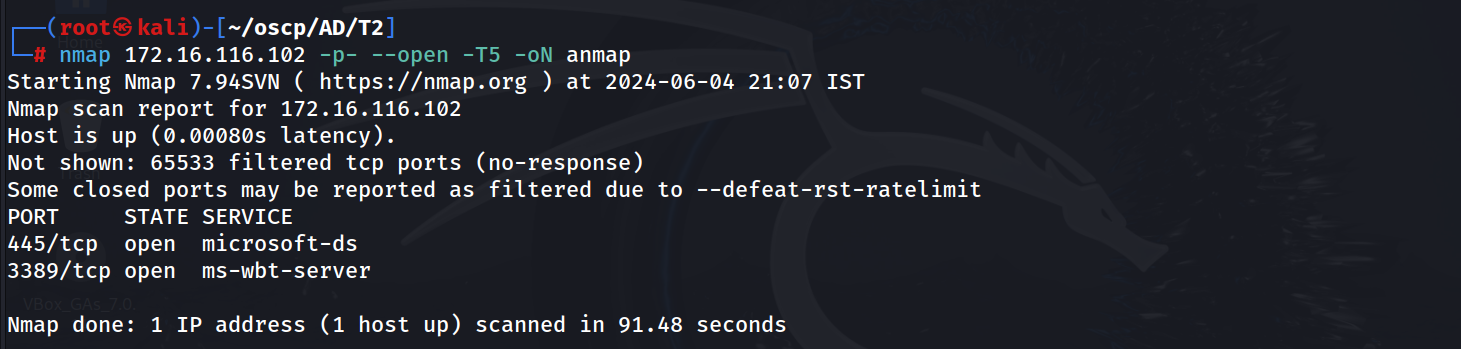 ┌──(root㉿kali)-[~/oscp/AD/T2]
└─# nmap 172.16.116.102 -p- --open -T5 -oN anmap
Starting Nmap 7.94SVN ( https://nmap.org ) at 2024-06-04 21:07 IST
Nmap scan report for 172.16.116.102
Host is up (0.00080s latency).
Not shown: 65533 filtered tcp ports (no-response)
Some closed ports may be reported as filtered due to --defeat-rst-ratelimit
PORT     STATE SERVICE
445/tcp  open  microsoft-ds
3389/tcp open  ms-wbt-server
VBox_GAs_7.0.
Nmap done: 1 IP address (1 host up) scanned in 91.48 seconds